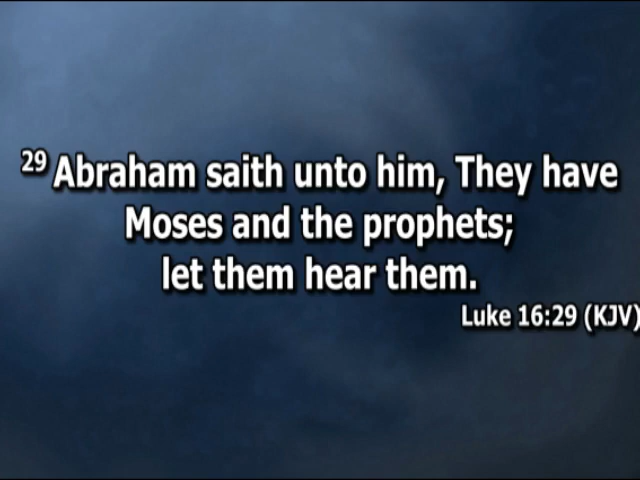 29 Abraham saith unto him, They have
Moses and the prophets;
let them hear them.
Luke 16:29 (KJV)